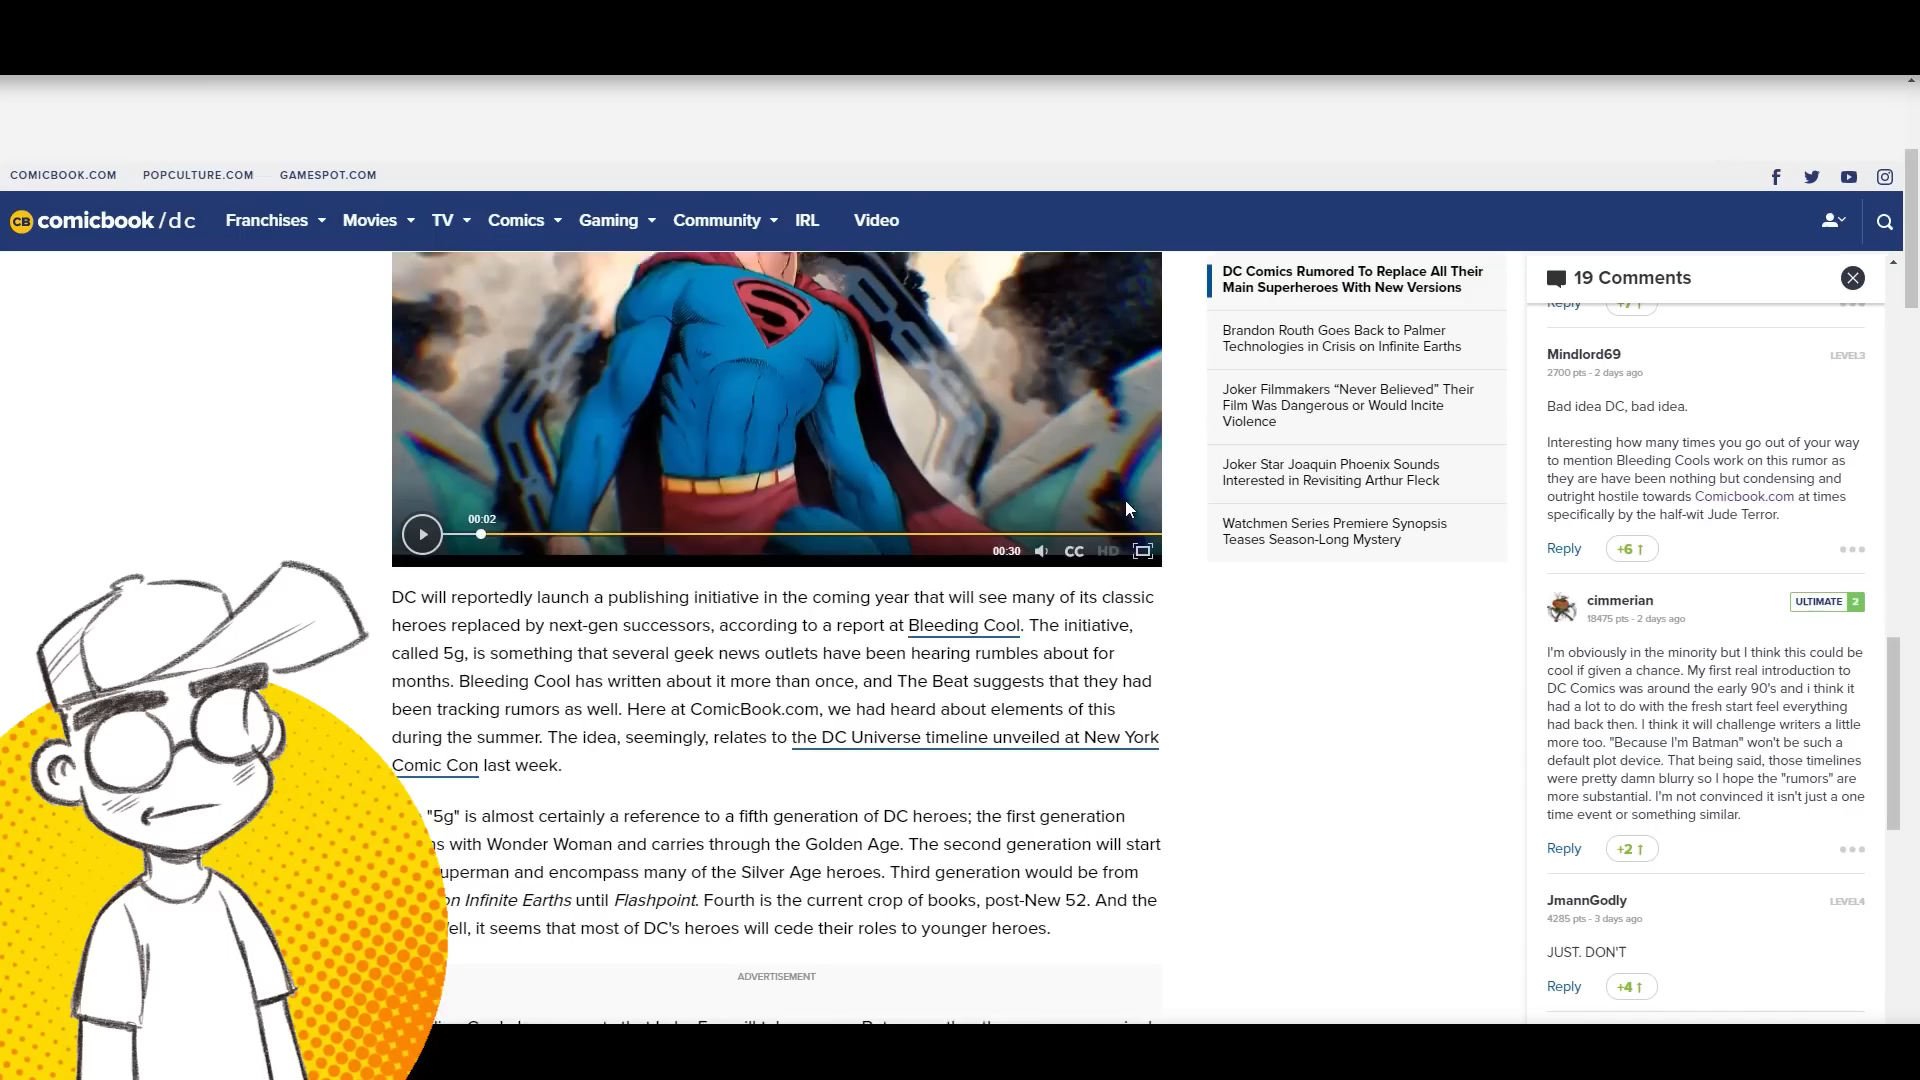 COMICBOOK.COM POPCULTURE.COM GAMESPOT.COM
CB comicbook/dc Franchises Movies TV Comics Gaming Community IRL Video
00:02
00:30 CC HD
DC will reportedly launch a publishing initiative in the coming year that will see many of its classic
heroes replaced by next-gen successors, according to a report at Bleeding Cool. The initiative,
called 5g, is something that several geek news outlets have been hearing rumbles about for
months. Bleeding Cool has written about it more than once, and The Beat suggests that they had
been tracking rumors as well. Here at ComicBook.com, we had heard about elements of this
during the summer. The idea, seemingly, relates to the DC Universe timeline unveiled at New York
Comic Con last week.
"5g" is almost certainly a reference to a fifth generation of DC heroes; the first generation
with Wonder Woman and carries through the Golden Age. The second generation will start
uperman and encompass many of the Silver Age heroes. Third generation would be from
on Infinite Earths until Flashpoint. Fourth is the current crop of books, post-New 52. And the
ell, it seems that most of DC's heroes will cede their roles to younger heroes.
ADVERTISEMENT
DC Comics Rumored To Replace All Their
Main Superheroes With New Versions
Brandon Routh Goes Back to Palmer
Technologies in Crisis on Infinite Earths
Joker Filmmakers “Never Believed” Their
Film Was Dangerous or Would Incite
Violence
Joker Star Joaquin Phoenix Sounds
Interested in Revisiting Arthur Fleck
Watchmen Series Premiere Synopsis
Teases Season-Long Mystery
19 Comments
Reply +7
Mindlord69 LEVEL3
2700 pts - 2 days ago
Bad idea DC, bad idea.
Interesting how many times you go out of your way
to mention Bleeding Cools work on this rumor as
they are have been nothing but condensing and
outright hostile towards Comicbook.com at times
specifically by the half-wit Jude Terror.
Reply +6
cimmerian ULTIMATE 2
18475 pts - 2 days ago
I'm obviously in the minority but I think this could be
cool if given a chance. My first real introduction to
DC Comics was around the early 90's and i think it
had a lot to do with the fresh start feel everything
had back then. I think it will challenge writers a little
more too. "Because I'm Batman" won't be such a
default plot device. That being said, those timelines
were pretty damn blurry so I hope the "rumors" are
more substantial. I'm not convinced it isn't just a one
time event or something similar.
Reply +2
JmannGodly LEVEL4
4285 pts - 3 days ago
JUST. DON'T
Reply +4